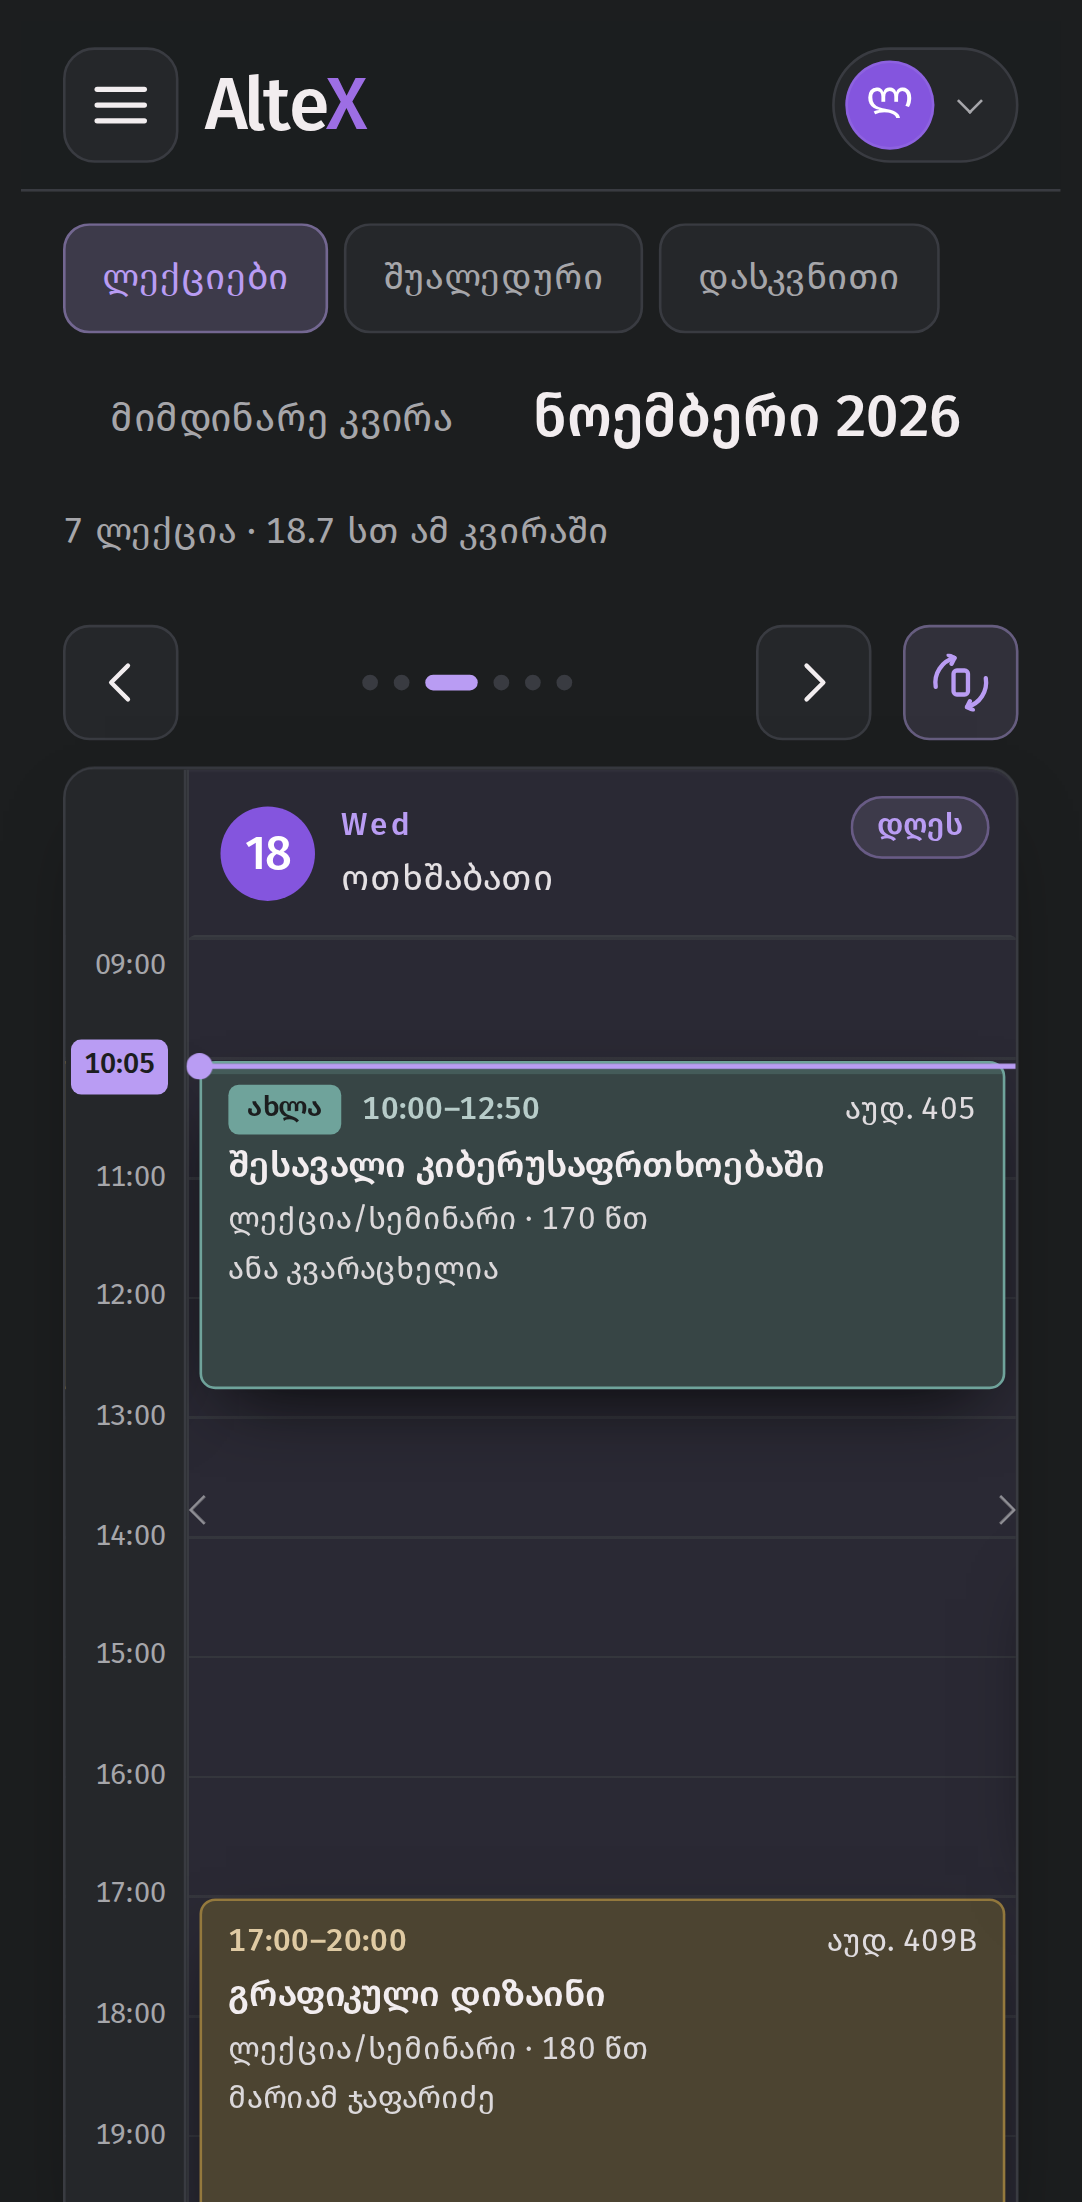 AlteX
ლ
ლექციები
შუალედური
დასკვნითი
მიმდინარე კვირა
ნოემბერი 2026
7 ლექცია · 18.7 სთ ამ კვირაში
18
Wed
ოთხშაბათი
დღეს
09:00
10:05
ახლა 10:00–12:50 აუდ. 405
შესავალი კიბერუსაფრთხოებაში
ლექცია/სემინარი · 170 წთ
ანა კვარაცხელია
11:00
12:00
13:00
14:00
15:00
16:00
17:00
17:00–20:00 აუდ. 409B
გრაფიკული დიზაინი
ლექცია/სემინარი · 180 წთ
მარიამ ჯაფარიძე
18:00
19:00